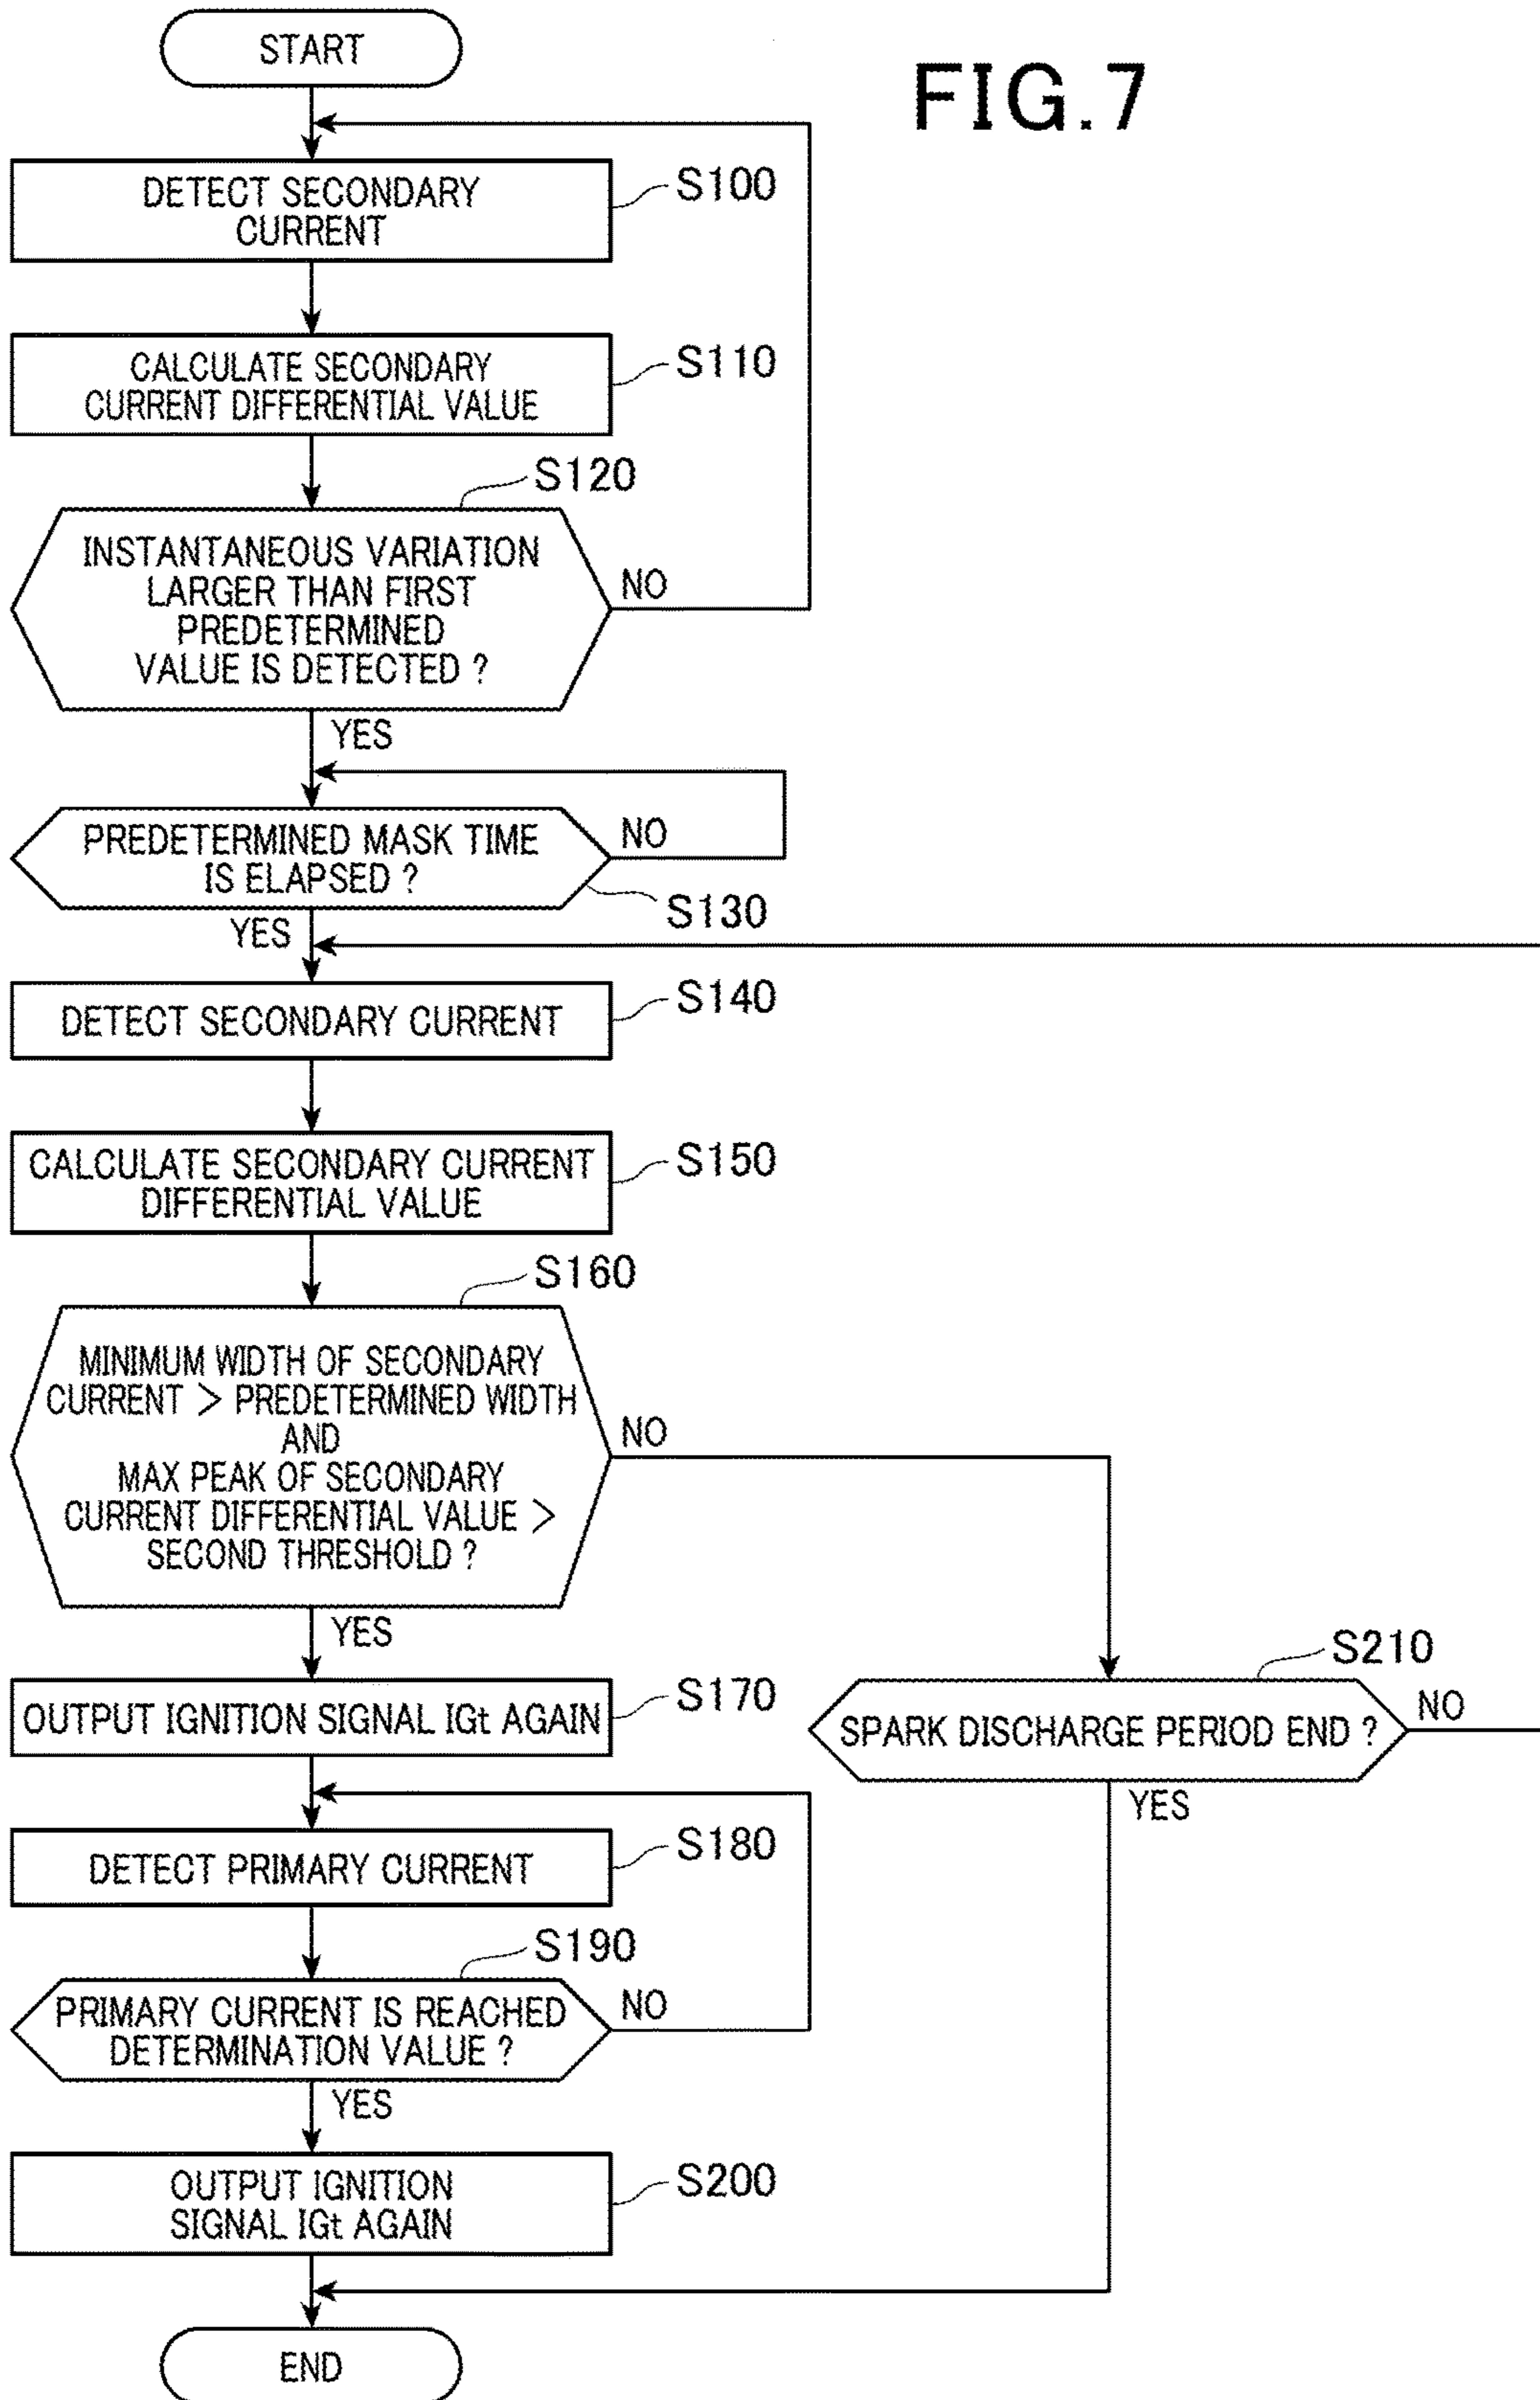 START
FIG.7
DETECT SECONDARY
CURRENT
S100
CALCULATE SECONDARY
CURRENT DIFFERENTIAL VALUE
S110
S120
INSTANTANEOUS VARIATION
LARGER THAN FIRST
PREDETERMINED
VALUE IS DETECTED ?
NO
YES
PREDETERMINED MASK TIME
IS ELAPSED ?
NO
S130
YES
DETECT SECONDARY CURRENT
S140
CALCULATE SECONDARY CURRENT
DIFFERENTIAL VALUE
S150
S160
MINIMUM WIDTH OF SECONDARY
CURRENT > PREDETERMINED WIDTH
AND
MAX PEAK OF SECONDARY
CURRENT DIFFERENTIAL VALUE >
SECOND THRESHOLD ?
NO
YES
OUTPUT IGNITION SIGNAL IGt AGAIN
S170
S210
SPARK DISCHARGE PERIOD END ?
NO
YES
DETECT PRIMARY CURRENT
S180
S190
PRIMARY CURRENT IS REACHED
DETERMINATION VALUE ?
NO
YES
OUTPUT IGNITION
SIGNAL IGt AGAIN
S200
END